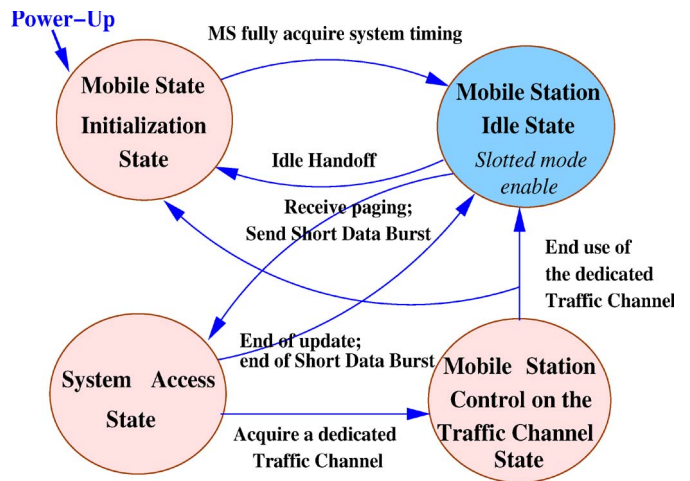 Power-Up
MS fully acquire system timing
Mobile State
Initialization
State
Mobile Station
Idle State
Slotted mode
enable
Idle Handoff
Receive paging;
Send Short Data Burst
End use of
the dedicated
Traffic Channel
End of update;
end of Short Data Burst
System Access
State
Mobile Station
Control on the
Traffic Channel
State
Acquire a dedicated
Traffic Channel